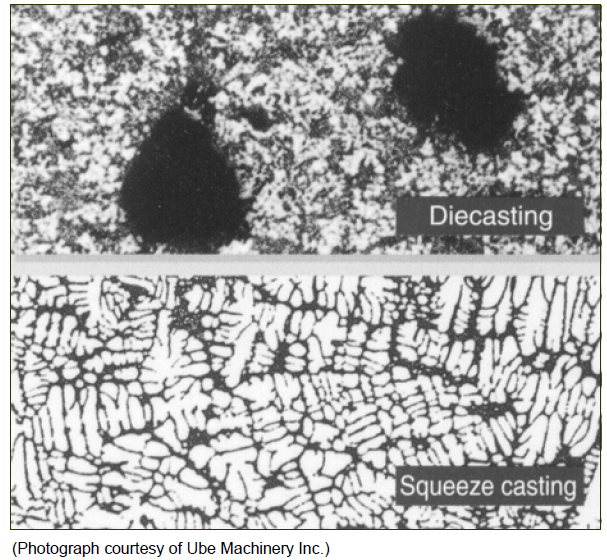 Diecasting
Squeeze casting
(Photograph courtesy of Ube Machinery Inc.)